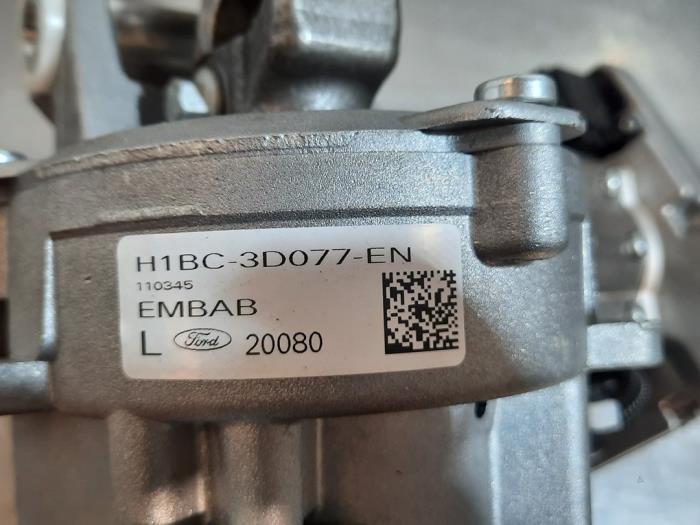 H1BC-3D077-EN
110345
EMBAB
L Ford 20080